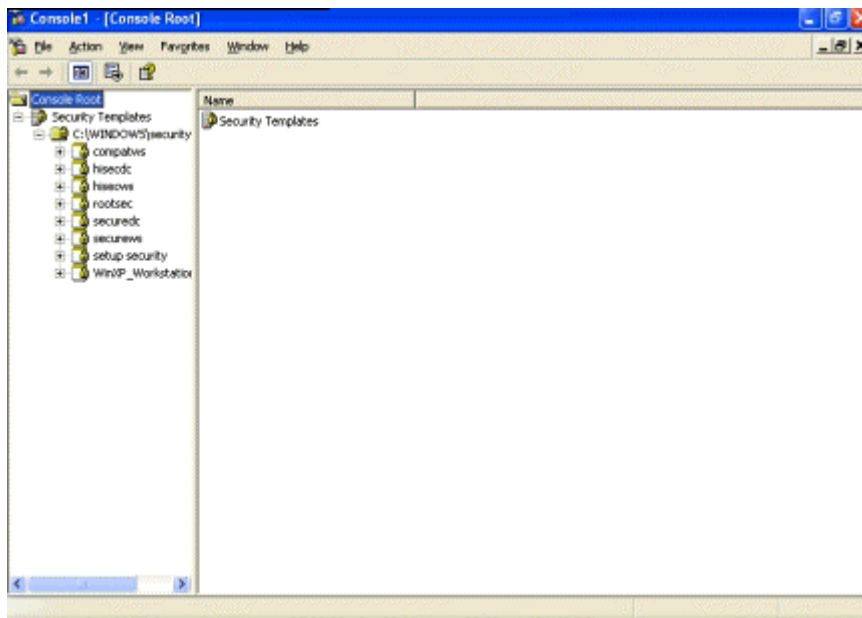 Console1 - [Console Root]
File Action View Favorites Window Help
Console Root
Name
Security Templates
Security Templates
C:\WINDOWS\security
compatws
hisecdc
hisecws
rootsec
securedc
securews
setup security
WinXP_Workstation